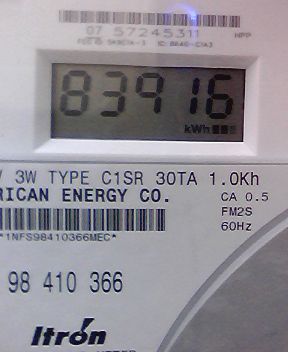 07 57245311 NPP
83916
kWh
3W TYPE C1SR 30TA 1.0Kh
RICAN ENERGY CO. CA 0.5
FM2S
*1NFS98410366MEC* 60Hz
98 410 366
Itron